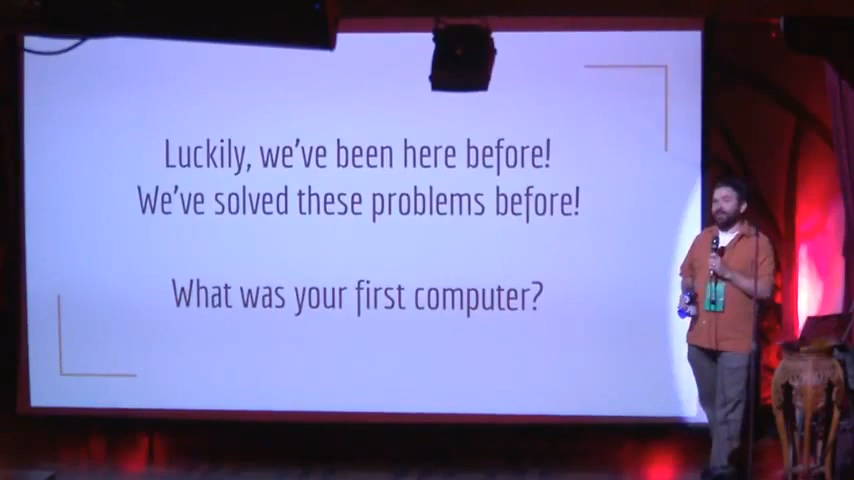 Luckily, we've been here before!
We've solved these problems before!
What was your first computer?